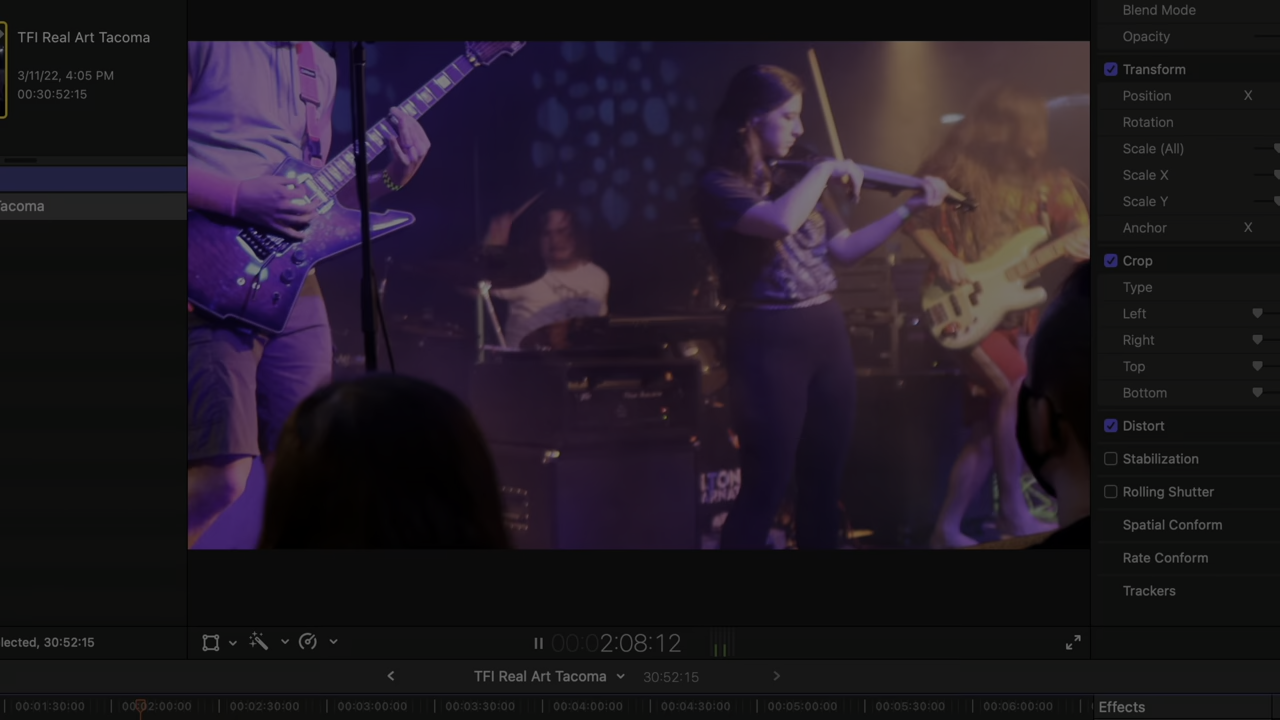 TFI Real Art Tacoma
3/11/22, 4:05 PM
00:30:52:15
Tacoma
lected, 30:52:15
Blend Mode
Opacity
Transform
Position X
Rotation
Scale (All)
Scale X
Scale Y
Anchor X
Crop
Type
Left
Right
Top
Bottom
Distort
Stabilization
Rolling Shutter
Spatial Conform
Rate Conform
Trackers
00:02:08:12
TFI Real Art Tacoma 30:52:15
00:01:30:00 00:02:00:00 00:02:30:00 00:03:00:00 00:03:30:00 00:04:00:00 00:04:30:00 00:05:00:00 00:05:30:00 00:06:00:00
Effects